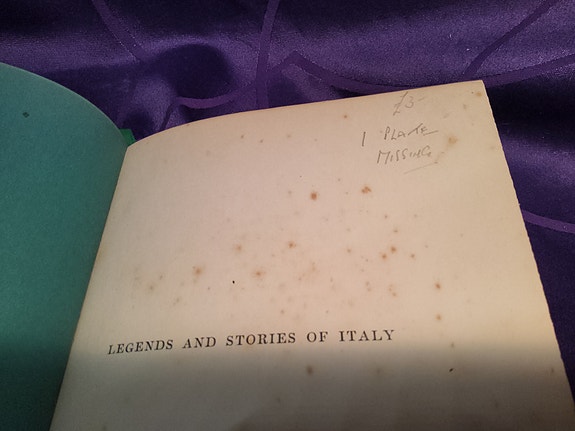 £3-
1 PLATE
MISSING
LEGENDS AND STORIES OF ITALY